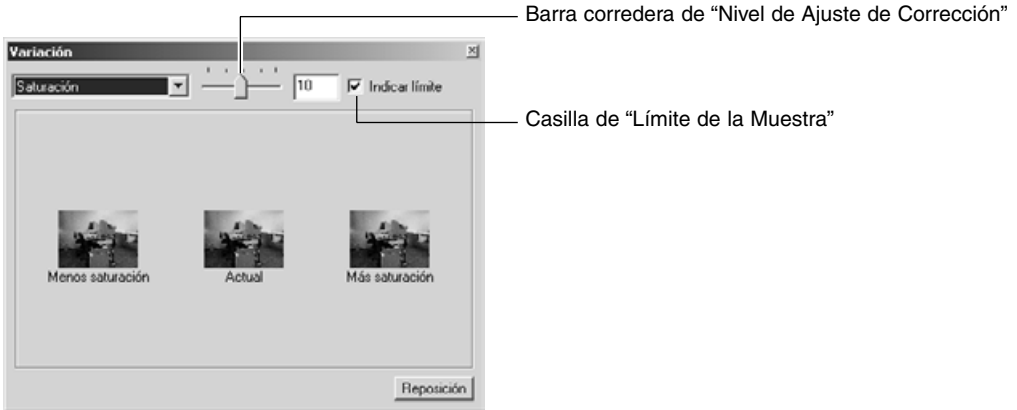 Barra corredera de “Nivel de Ajuste de Corrección”
Variación
Saturación
10
Indicar límite
Casilla de “Límite de la Muestra”
Menos saturación
Actual
Más saturación
Reposición